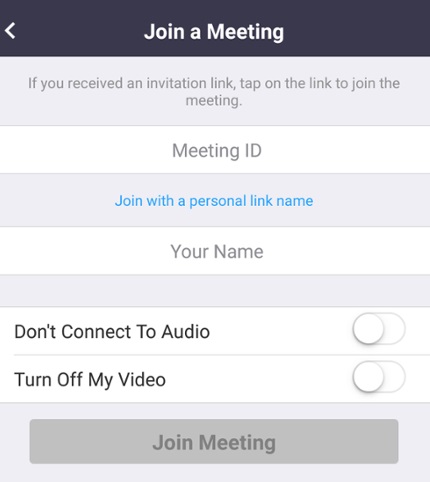 Join a Meeting
If you received an invitation link, tap on the link to join the
meeting.
Meeting ID
Join with a personal link name
Your Name
Don't Connect To Audio
Turn Off My Video
Join Meeting